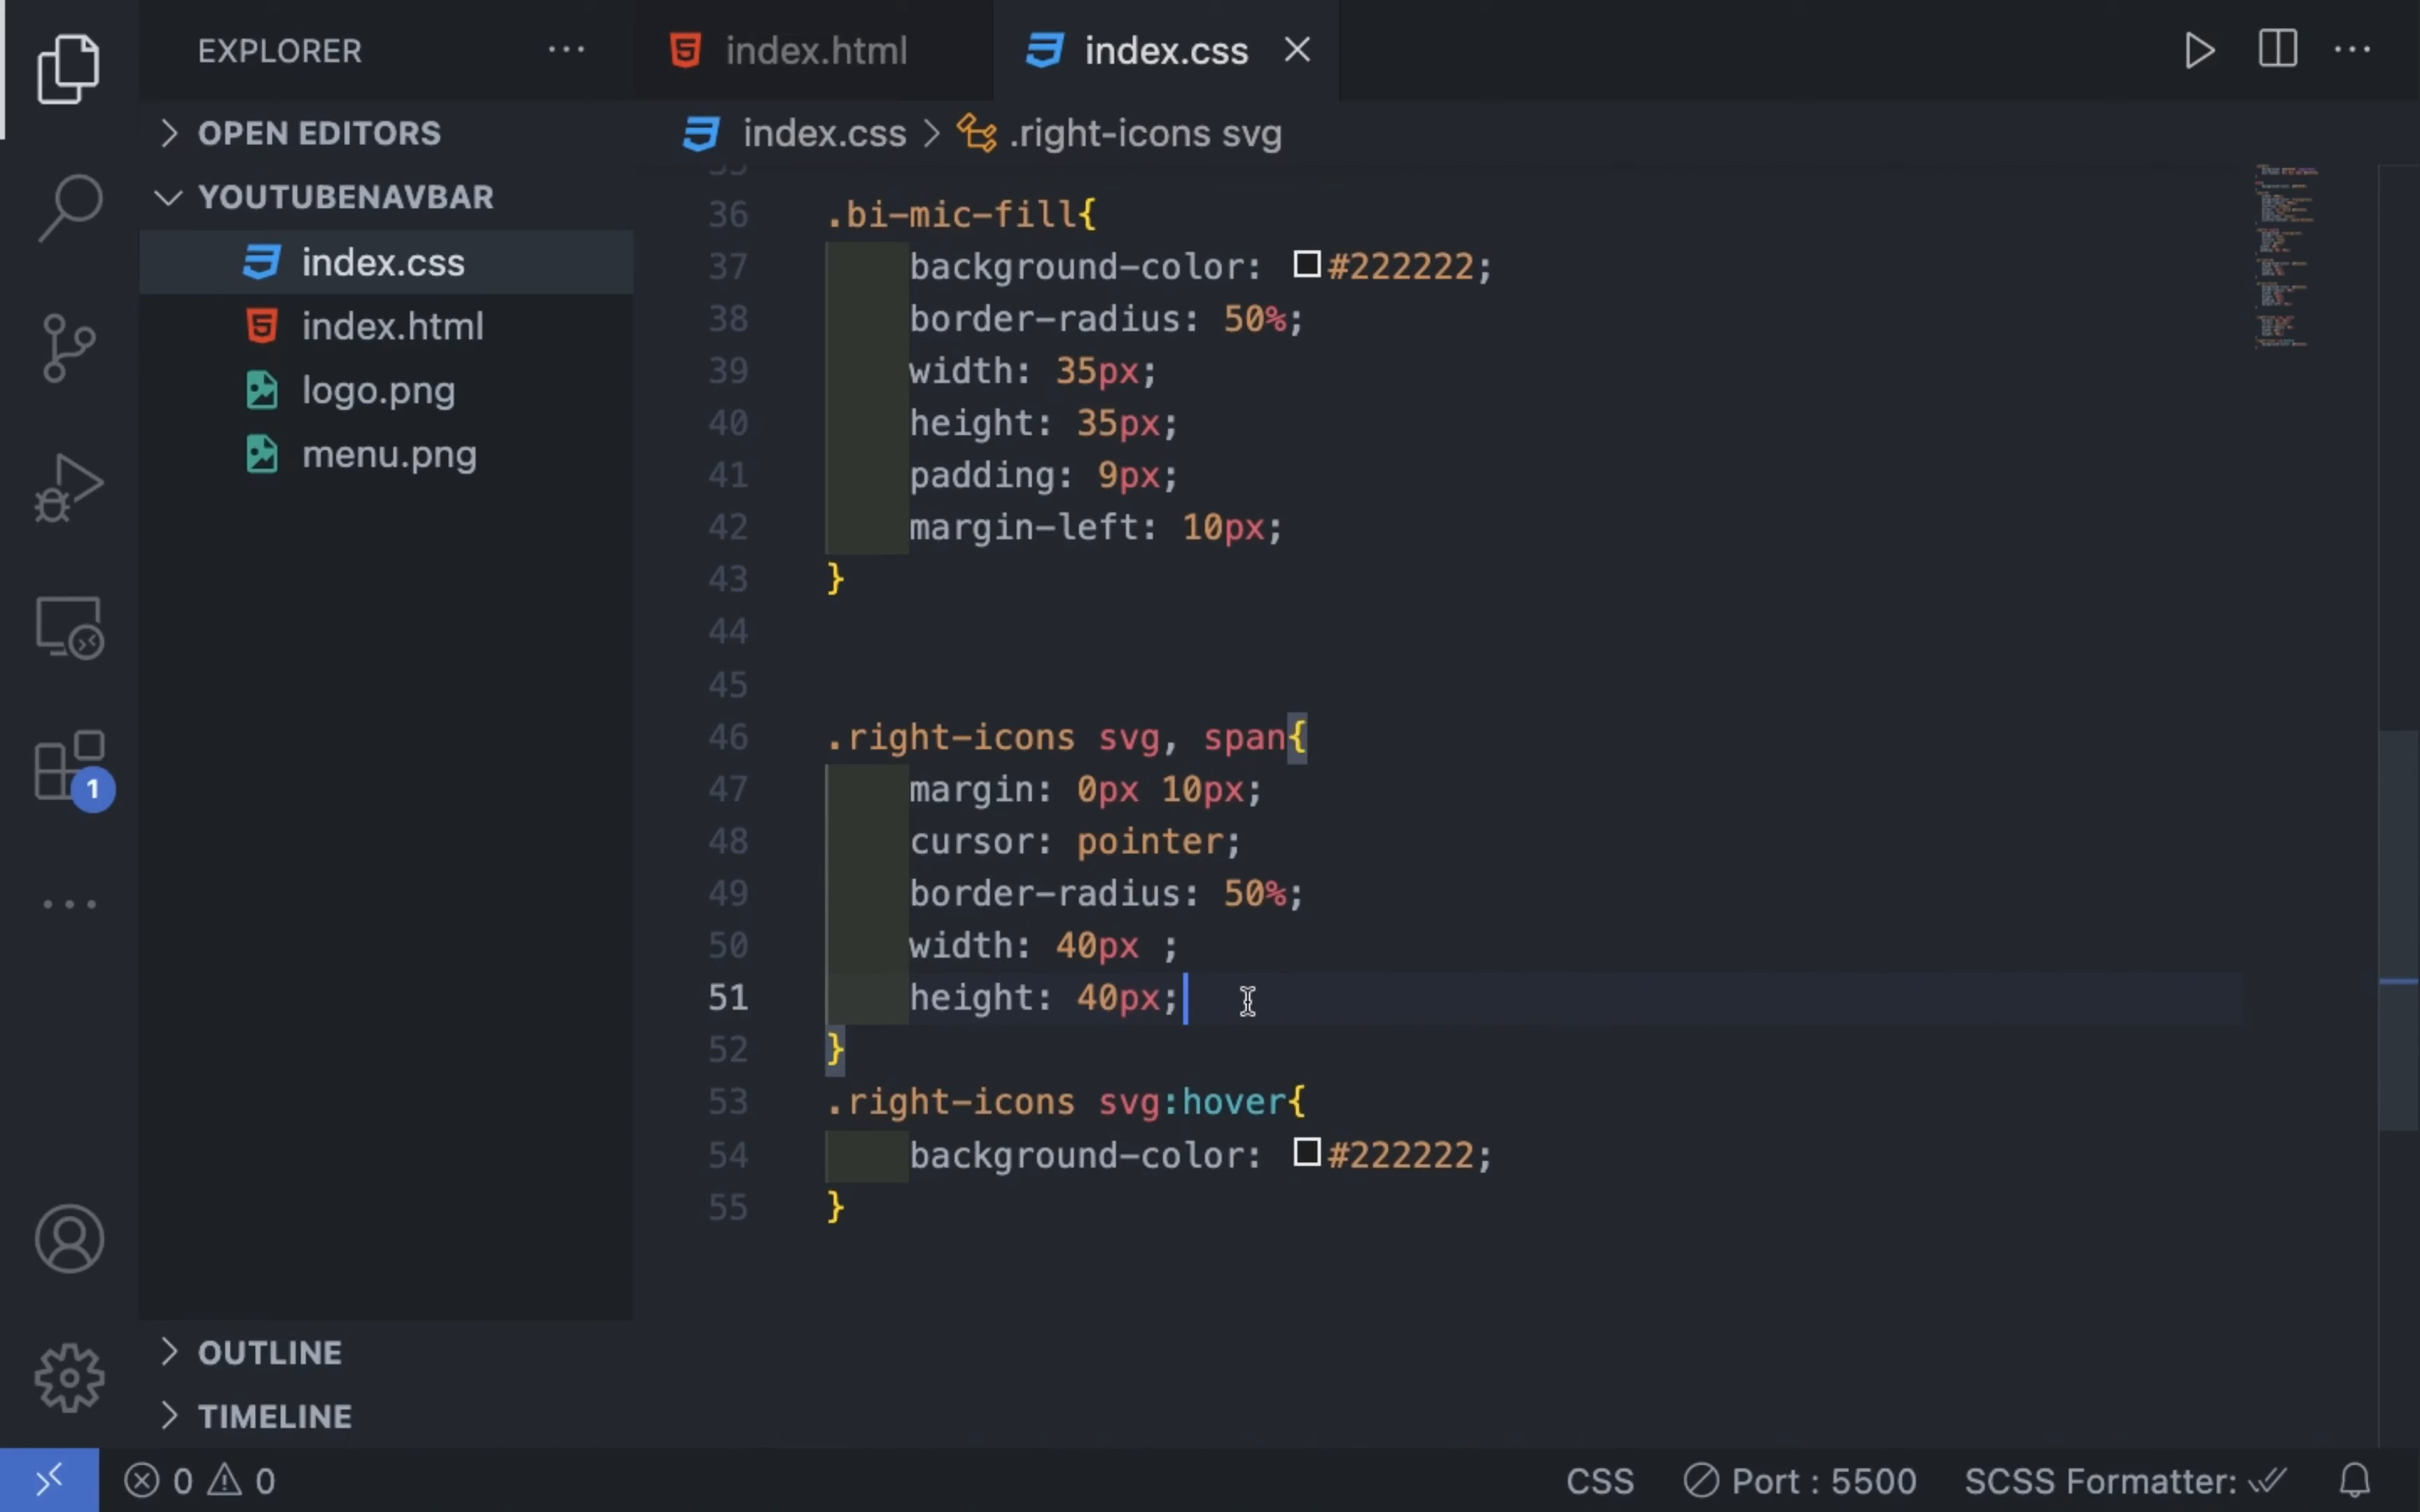 EXPLORER
index.html
index.css
OPEN EDITORS
index.css > .right-icons svg
YOUTUBENAVBAR
index.css
index.html
logo.png
menu.png
36 .bi-mic-fill{
37 background-color: #222222;
38 border-radius: 50%;
39 width: 35px;
40 height: 35px;
41 padding: 9px;
42 margin-left: 10px;
43 }
44
45
46 .right-icons svg, span{
47 margin: 0px 10px;
48 cursor: pointer;
49 border-radius: 50%;
50 width: 40px ;
51 height: 40px;
52 }
53 .right-icons svg:hover{
54 background-color: #222222;
55 }
1
OUTLINE
TIMELINE
0 0
CSS
Port : 5500
SCSS Formatter: